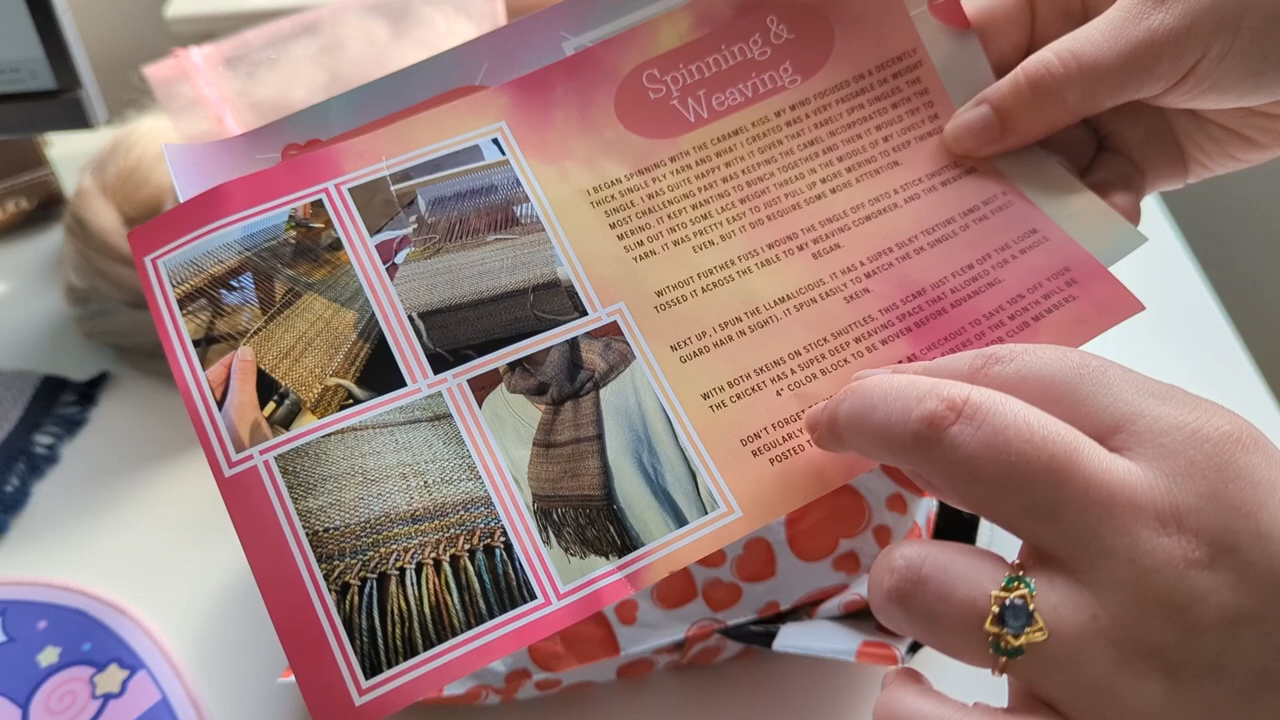 Spinning &
Weaving
I BEGAN SPINNING WITH THE CARAMEL KISS. MY MIND FOCUSED ON A DECENTLY
THICK SINGLE PLY YAREN AND WHAT I CREATED WAS A VERY PASSABLE DK WEIGHT
SINGLE. I WAS QUITE HAPPY WITH IT GIVEN THAT I RARELY SPIN SINGLES. THE
MOST CHALLENGING PART WAS KEEPING THE CAMEL INCORPORATED WITH THE
MERINO. IT KEPT WANTING TO BUNCH TOGETHER AND THEN IT WOULD TRY TO
SLIM OUT INTO SOME LACE WEIGHT THREAD IN THE MIDDLE OF MY LOVELY DK
YARN. IT WAS PRETTY EASY TO JUST PULL UP MORE MERINO TO KEEP THINGS
EVEN, BUT IT DID REQUIRE SOME MORE ATTENTION.
WITHOUT FURTHER FUSS I WOUND THE SINGLE OFF ONTO A STICK SHUTTLE
TOSSED IT ACROSS THE TABLE TO MY WEAVING COWORKER, AND THE WEAVING
BEGAN.
NEXT UP, I SPUN THE LLAMALICIOUS. IT HAS A SUPER SILKY TEXTURE (AND NOT A
GUARD HAIR IN SIGHT). IT SPUN EASILY TO MATCH THE DK SINGLE OF THE FIRST
SKEIN.
WITH BOTH SKEINS ON STICK SHUTTLES, THIS SCARF JUST FLEW OFF THE LOOM.
THE CRICKET HAS A SUPER DEEP WEAVING SPACE THAT ALLOWED FOR A WHOLE
4" COLOR BLOCK TO BE WOVEN BEFORE ADVANCING.
DON'T FORGET AT CHECKOUT TO SAVE 10% OFF YOUR
REGULARLY OF THE MONTH WILL BE
POSTED CLUB MEMBERS.